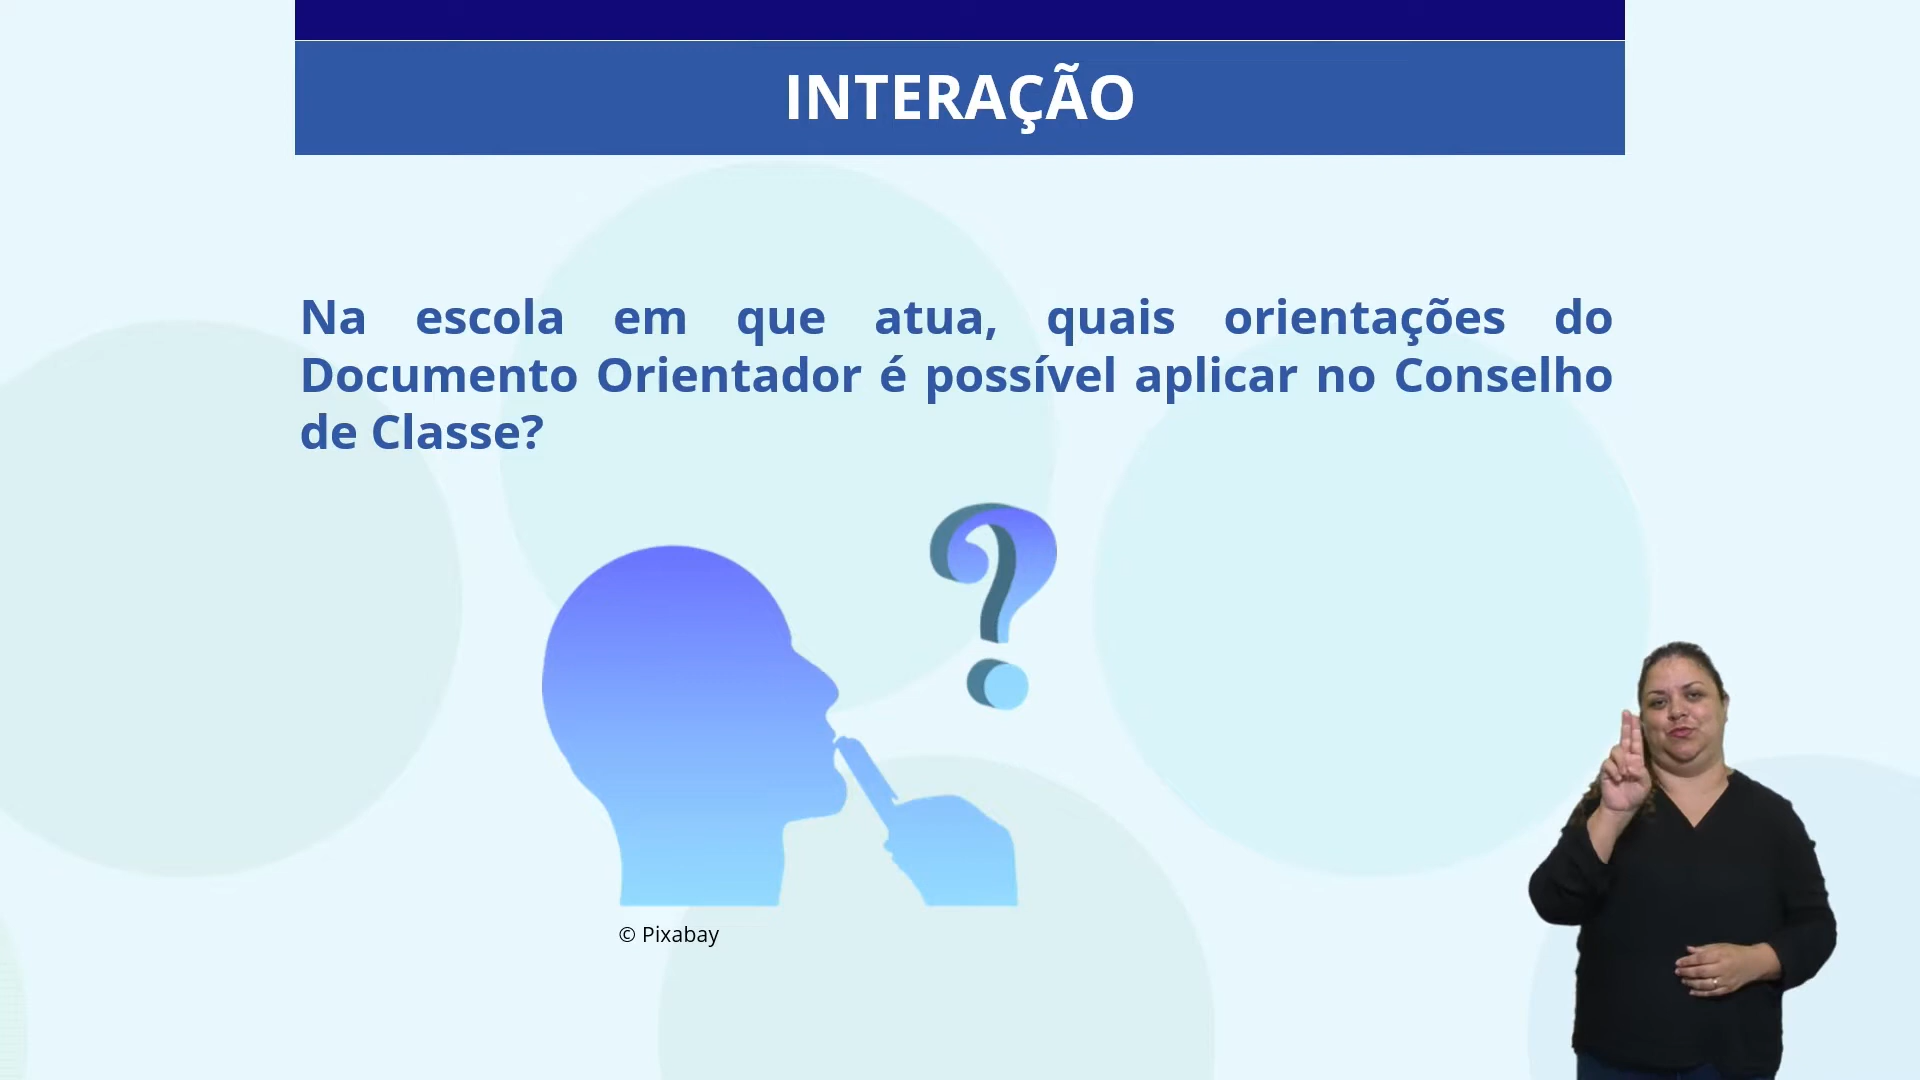 INTERAÇÃO
Na escola em que atua, quais orientações do
Documento Orientador é possível aplicar no Conselho
de Classe?
© Pixabay